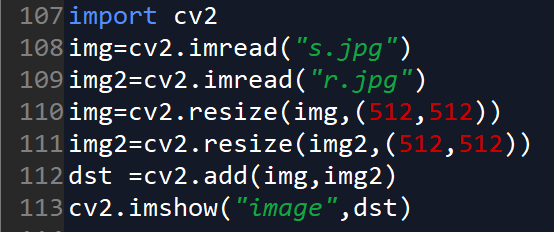 107 import cv2
108 img=cv2.imread("s.jpg")
109 img2=cv2.imread("r.jpg")
110 img=cv2.resize(img,(512,512))
111 img2=cv2.resize(img2,(512,512))
112 dst =cv2.add(img,img2)
113 cv2.imshow("image",dst)